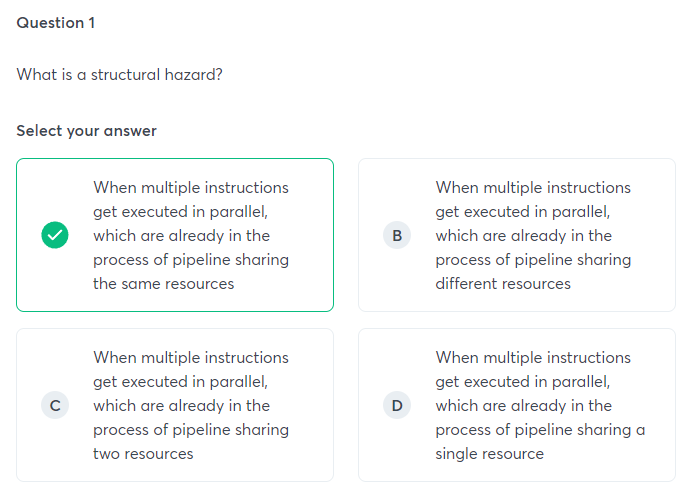 Question 1
What is a structural hazard?
Select your answer
When multiple instructions
get executed in parallel,
which are already in the
process of pipeline sharing
the same resources
B
When multiple instructions
get executed in parallel,
which are already in the
process of pipeline sharing
different resources
C
When multiple instructions
get executed in parallel,
which are already in the
process of pipeline sharing
two resources
D
When multiple instructions
get executed in parallel,
which are already in the
process of pipeline sharing a
single resource